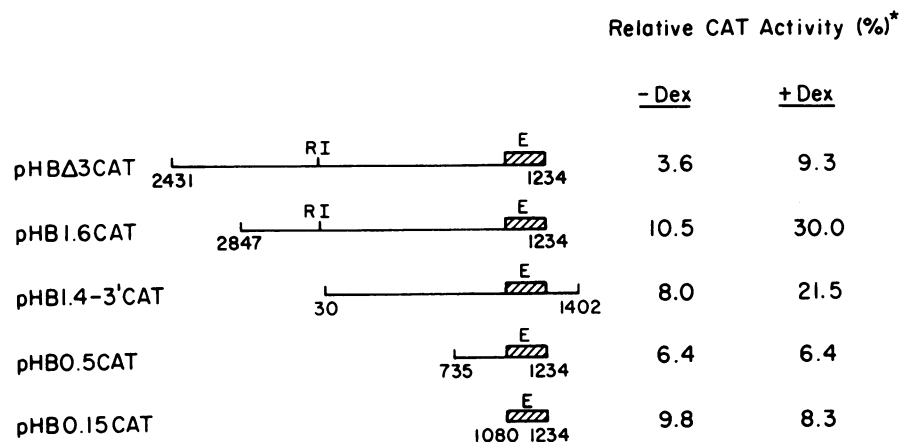 Relative CAT Activity (%)*
- Dex + Dex
RI E
pHBΔ3CAT 3.6 9.3
2431 1234
RI E
pHB1.6CAT 10.5 30.0
2847 1234
E
pHB1.4-3'CAT 8.0 21.5
30 1402
E
pHB0.5CAT 6.4 6.4
735 1234
E
pHB0.15CAT 9.8 8.3
1080 1234